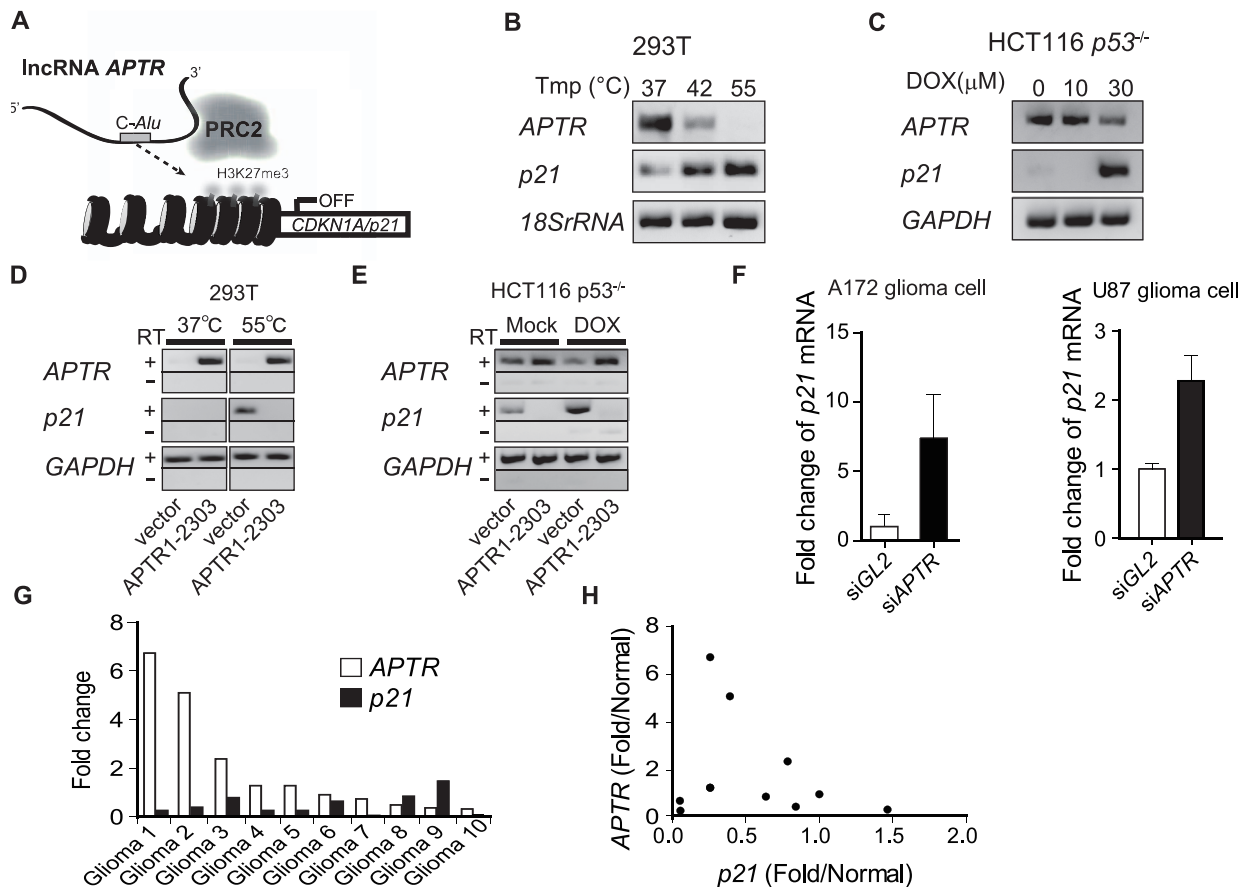 A
lncRNA APTR
3'
5'
C-Alu
PRC2
H3K27me3
OFF
CDKN1A/p21
B
293T
Tmp (°C) 37 42 55
APTR
p21
18SrRNA
C
HCT116 p53-/-
DOX(μM) 0 10 30
APTR
p21
GAPDH
D
293T
RT 37°C 55°C
APTR + −
p21 + −
GAPDH + −
vector
APTR1-2303
vector
APTR1-2303
E
HCT116 p53-/-
RT Mock DOX
APTR + −
p21 + −
GAPDH + −
vector
APTR1-2303
vector
APTR1-2303
F
A172 glioma cell
Fold change of p21 mRNA
15
10
5
0
siGL2
siAPTR
U87 glioma cell
Fold change of p21 mRNA
3
2
1
0
siGL2
siAPTR
G
Fold change
8
6
4
2
0
APTR
p21
Glioma 1
Glioma 2
Glioma 3
Glioma 4
Glioma 5
Glioma 6
Glioma 7
Glioma 8
Glioma 9
Glioma 10
H
APTR (Fold/Normal)
8
6
4
2
0
0.0 0.5 1.0 1.5 2.0
p21 (Fold/Normal)